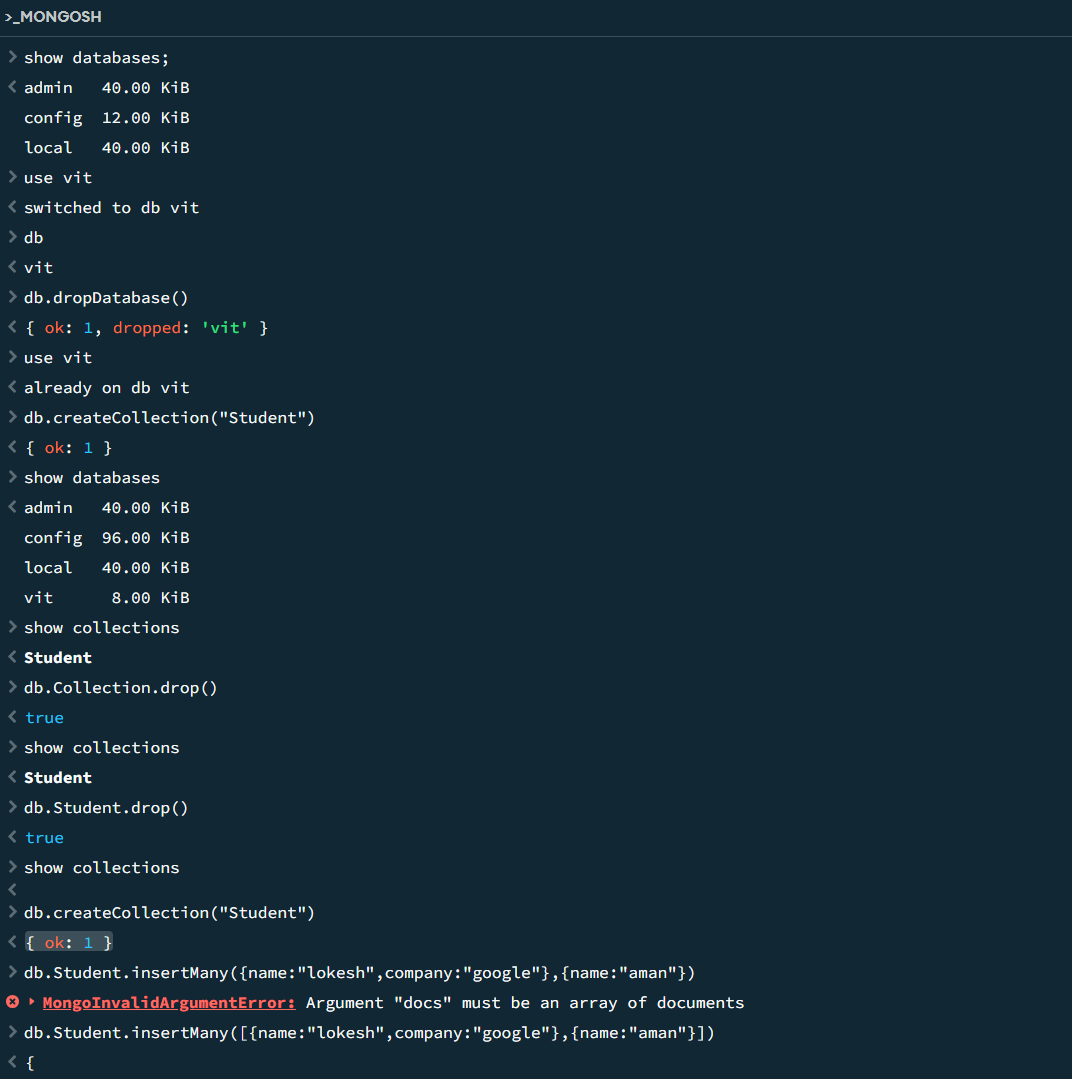 >_MONGOSH
> show databases;
< admin   40.00 KiB
config  12.00 KiB
local   40.00 KiB
> use vit
< switched to db vit
> db
< vit
> db.dropDatabase()
< { ok: 1, dropped: 'vit' }
> use vit
< already on db vit
> db.createCollection("Student")
< { ok: 1 }
> show databases
< admin   40.00 KiB
config  96.00 KiB
local   40.00 KiB
vit      8.00 KiB
> show collections
< Student
> db.Collection.drop()
< true
> show collections
< Student
> db.Student.drop()
< true
> show collections
<
> db.createCollection("Student")
< { ok: 1 }
> db.Student.insertMany({name:"lokesh",company:"google"},{name:"aman"})
MongoInvalidArgumentError: Argument "docs" must be an array of documents
> db.Student.insertMany([{name:"lokesh",company:"google"},{name:"aman"}])
< {